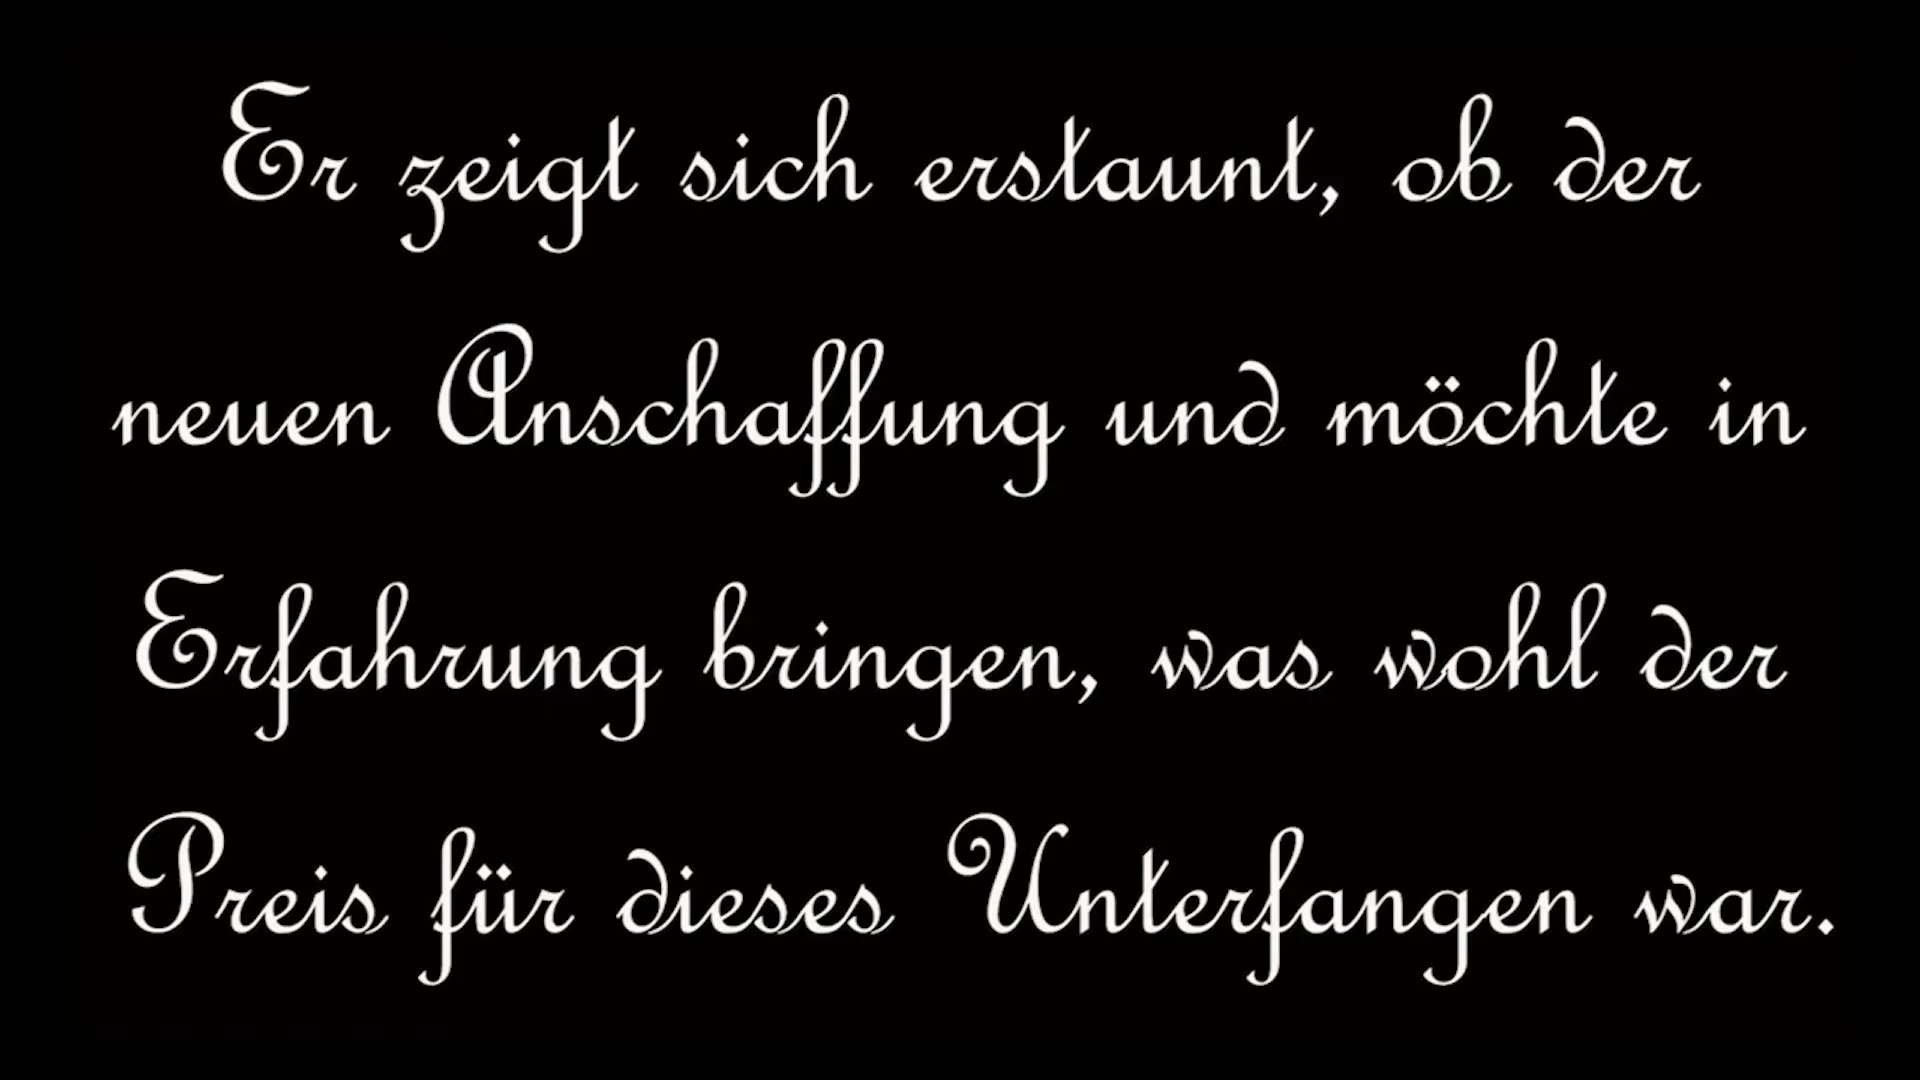 Er zeigt sich erstaunt, ob der
neuen Anschaffung und möchte in
Erfahrung bringen, was wohl der
Preis für dieses Unterfangen war.